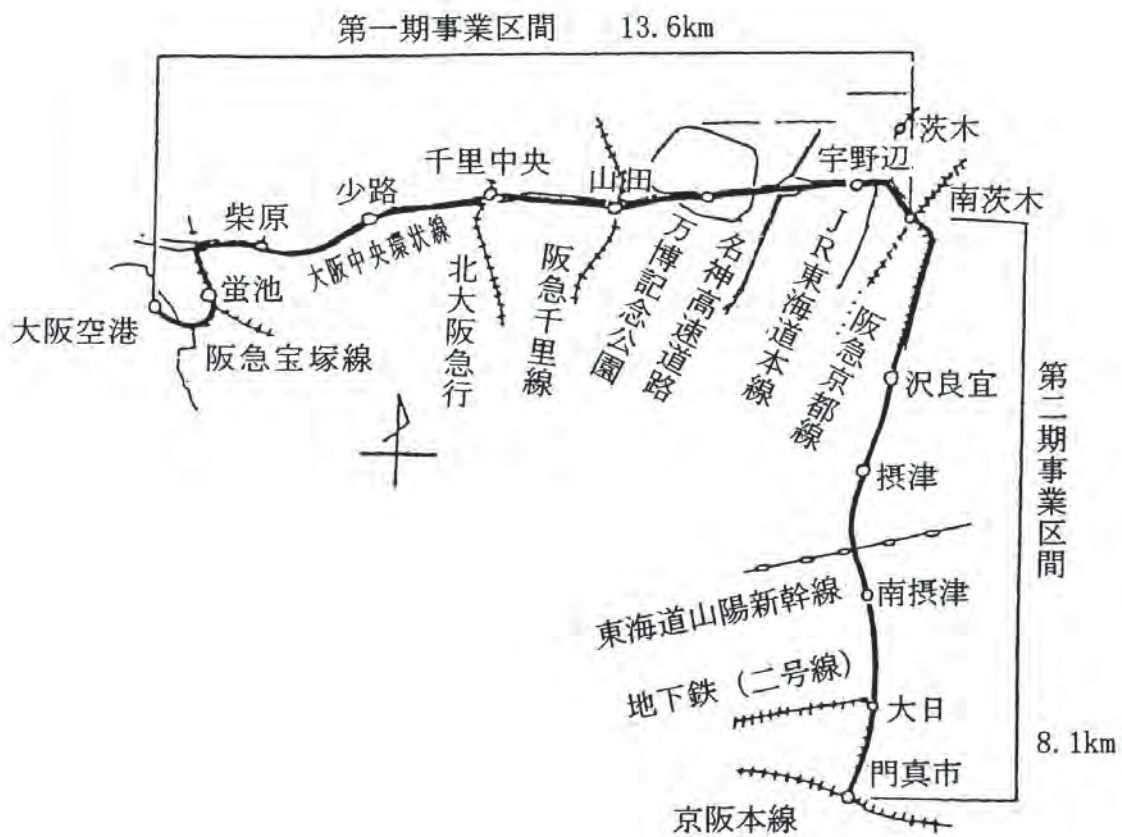 第一期事業区間 13.6km
茨木
宇野辺
千里中央
山田
南茨木
少路
柴原
大阪中央環状線
蛍池
大阪空港
阪急宝塚線
北大阪急行
阪急千里線
万博記念公園
名神高速道路
JR東海道本線
阪急京都線
沢良宜
第二期事業区間
摂津
南摂津
東海道山陽新幹線
地下鉄（二号線）
大日
8.1km
門真市
京阪本線